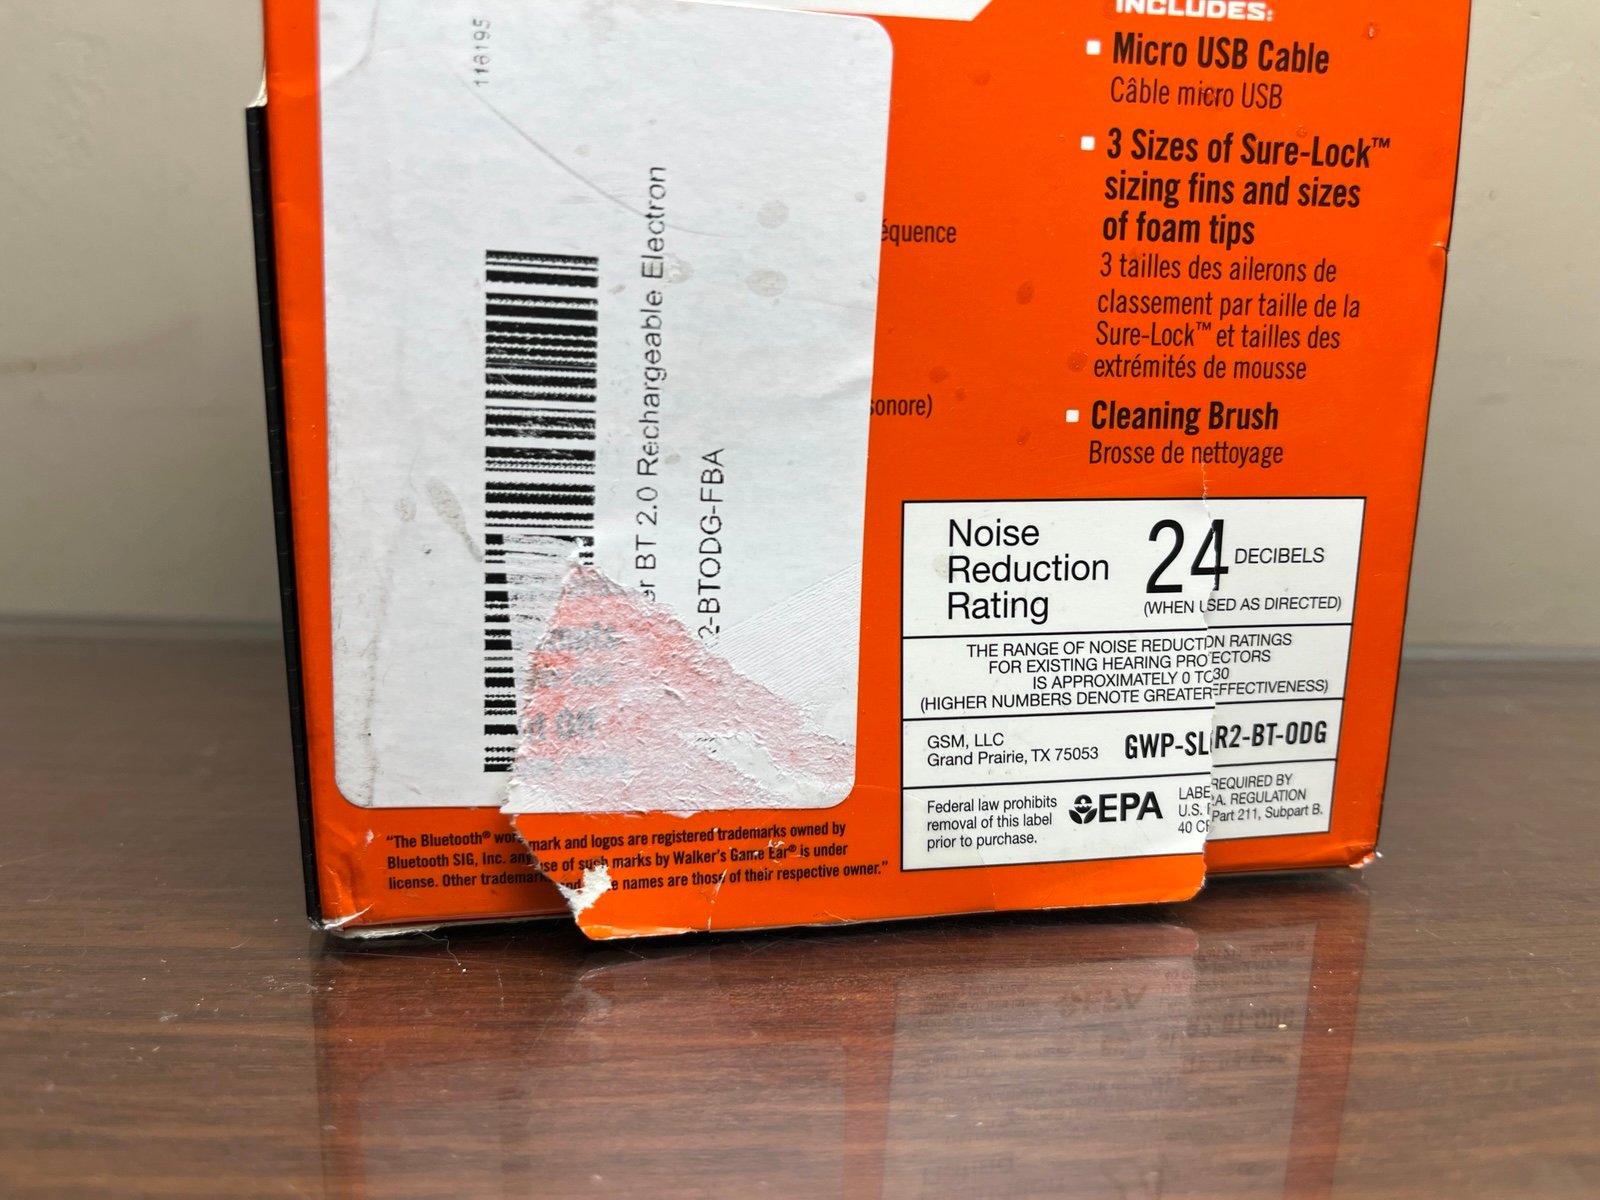 116195
er BT 2.0 Rechargeable Electron
2-BTODG-FBA
équence
sonore)
INCLUDES:
Micro USB Cable
Câble micro USB
3 Sizes of Sure-Lock™
sizing fins and sizes
of foam tips
3 tailles des ailerons de
classement par taille de la
Sure-Lock™ et tailles des
extrémités de mousse
Cleaning Brush
Brosse de nettoyage
Noise
Reduction
Rating
24 DECIBELS
(WHEN USED AS DIRECTED)
THE RANGE OF NOISE REDUCTION RATINGS
FOR EXISTING HEARING PROTECTORS
IS APPROXIMATELY 0 TO 30
(HIGHER NUMBERS DENOTE GREATER EFFECTIVENESS)
GSM, LLC
Grand Prairie, TX 75053
GWP-SL R2-BT-ODG
Federal law prohibits
removal of this label
prior to purchase.
EPA
LABE REQUIRED BY
U.S. .A. REGULATION
40 CF Part 211, Subpart B.
"The Bluetooth® wor mark and logos are registered trademarks owned by
Bluetooth SIG, Inc. any use of such marks by Walker's Game Ear® is under
license. Other trademar and names are those of their respective owner."